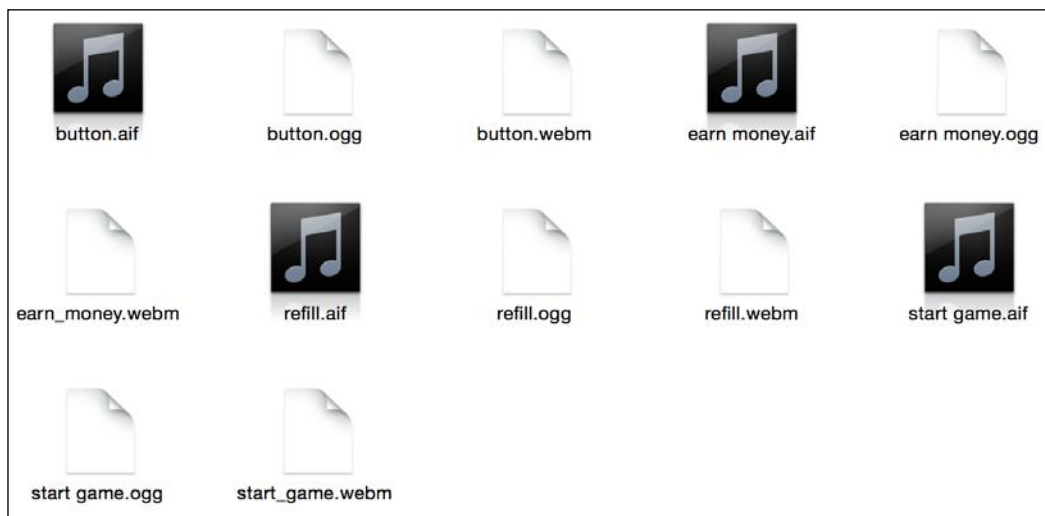 button.aif
button.ogg
button.webm
earn money.aif
earn money.ogg
earn_money.webm
refill.aif
refill.ogg
refill.webm
start game.aif
start game.ogg
start_game.webm